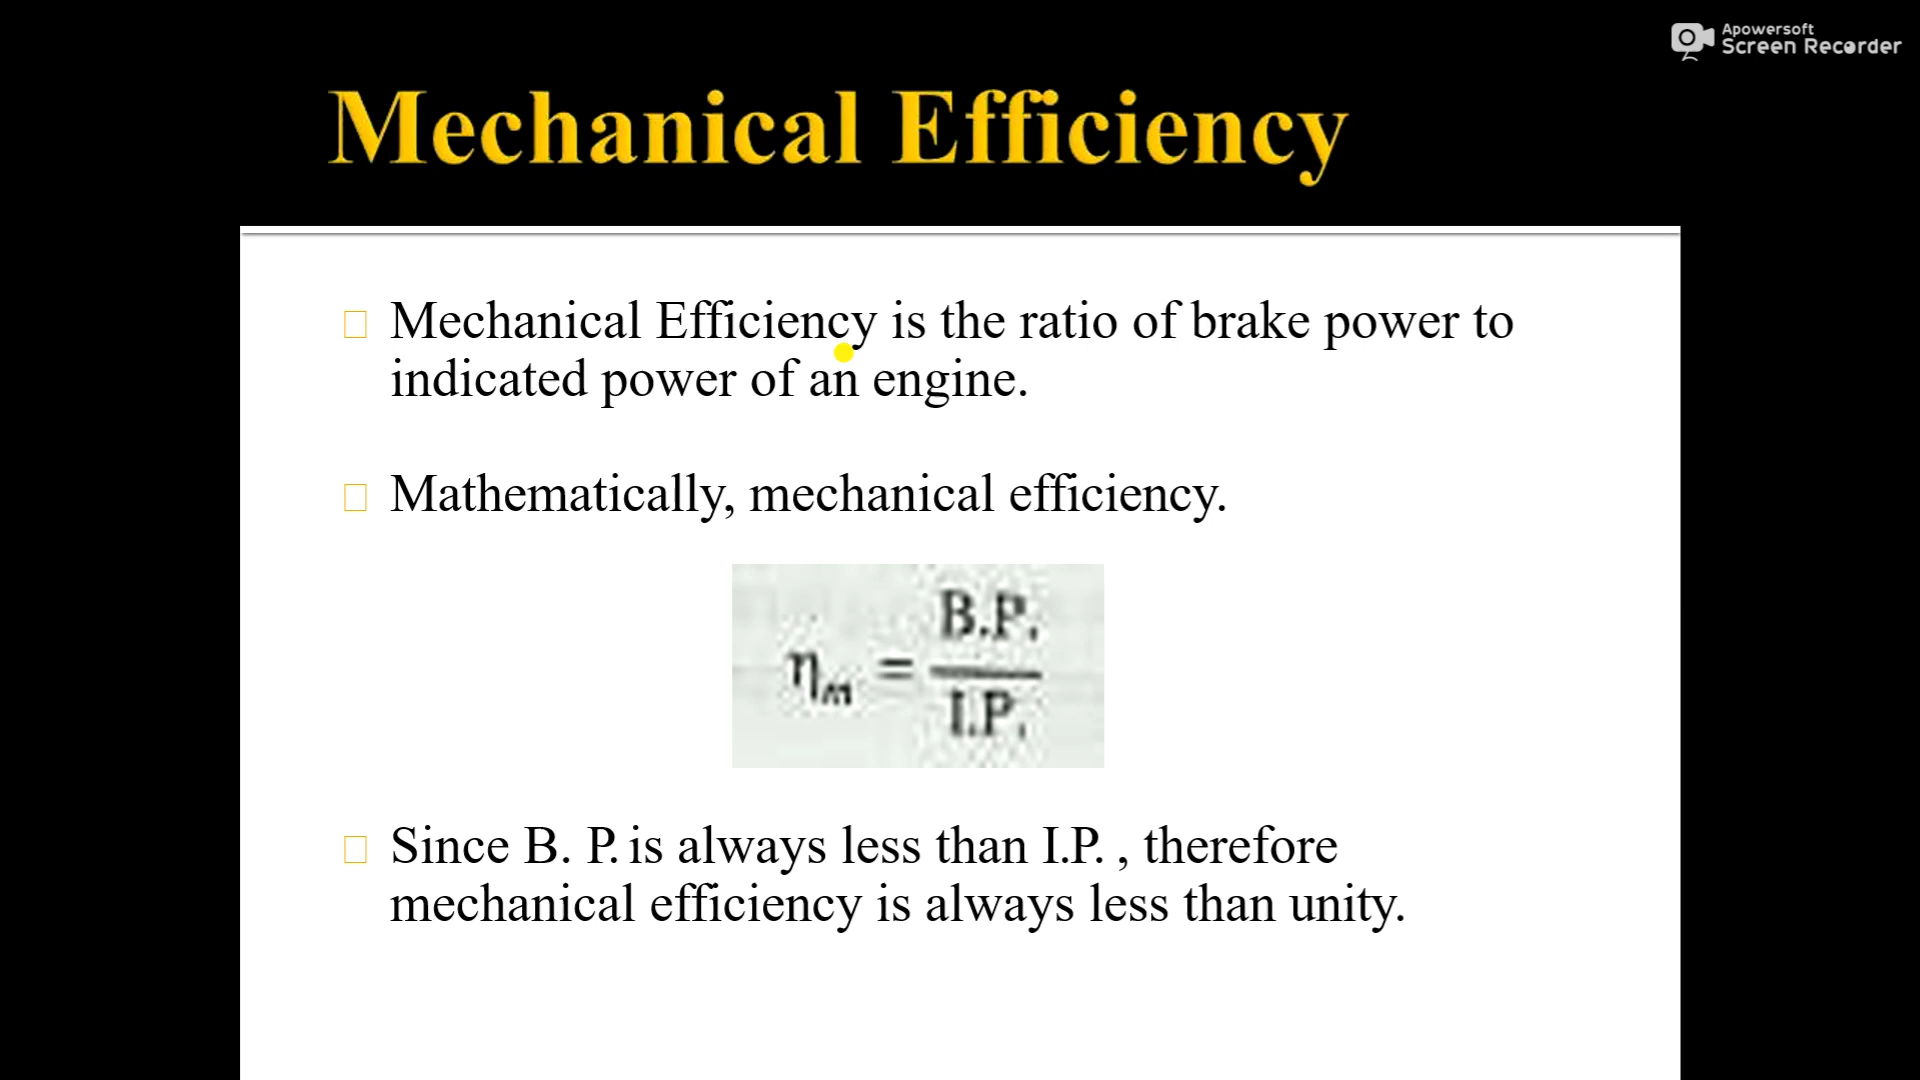 Apowersoft
Screen Recorder
Mechanical Efficiency
Mechanical Efficiency is the ratio of brake power to
indicated power of an engine.
Mathematically, mechanical efficiency.
ηm = B.P. / I.P.
Since B. P. is always less than I.P. , therefore
mechanical efficiency is always less than unity.